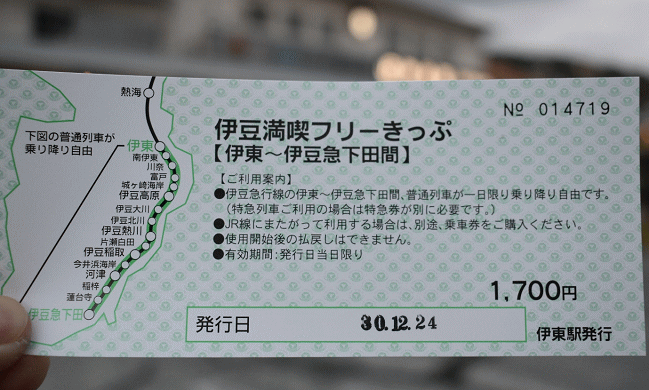 熱海
下図の普通列車が
乗り降り自由
伊東
南伊東
川奈
富戸
城ヶ崎海岸
伊豆高原
伊豆大川
伊豆北川
伊豆熱川
片瀬白田
伊豆稲取
今井浜海岸
河津
稲梓
蓮台寺
伊豆急下田
№ 014719
伊豆満喫フリーきっぷ
【伊東～伊豆急下田間】
【ご利用案内】
●伊豆急行線の伊東～伊豆急下田間、普通列車が一日限り乗り降り自由です。
(特急列車ご利用の場合は特急券が別に必要です。)
●JR線にまたがって利用する場合は、別途、乗車券をご購入ください。
●使用開始後の払戻しはできません。
●有効期間：発行日当日限り
1,700円
発行日 30.12.24
伊東駅発行